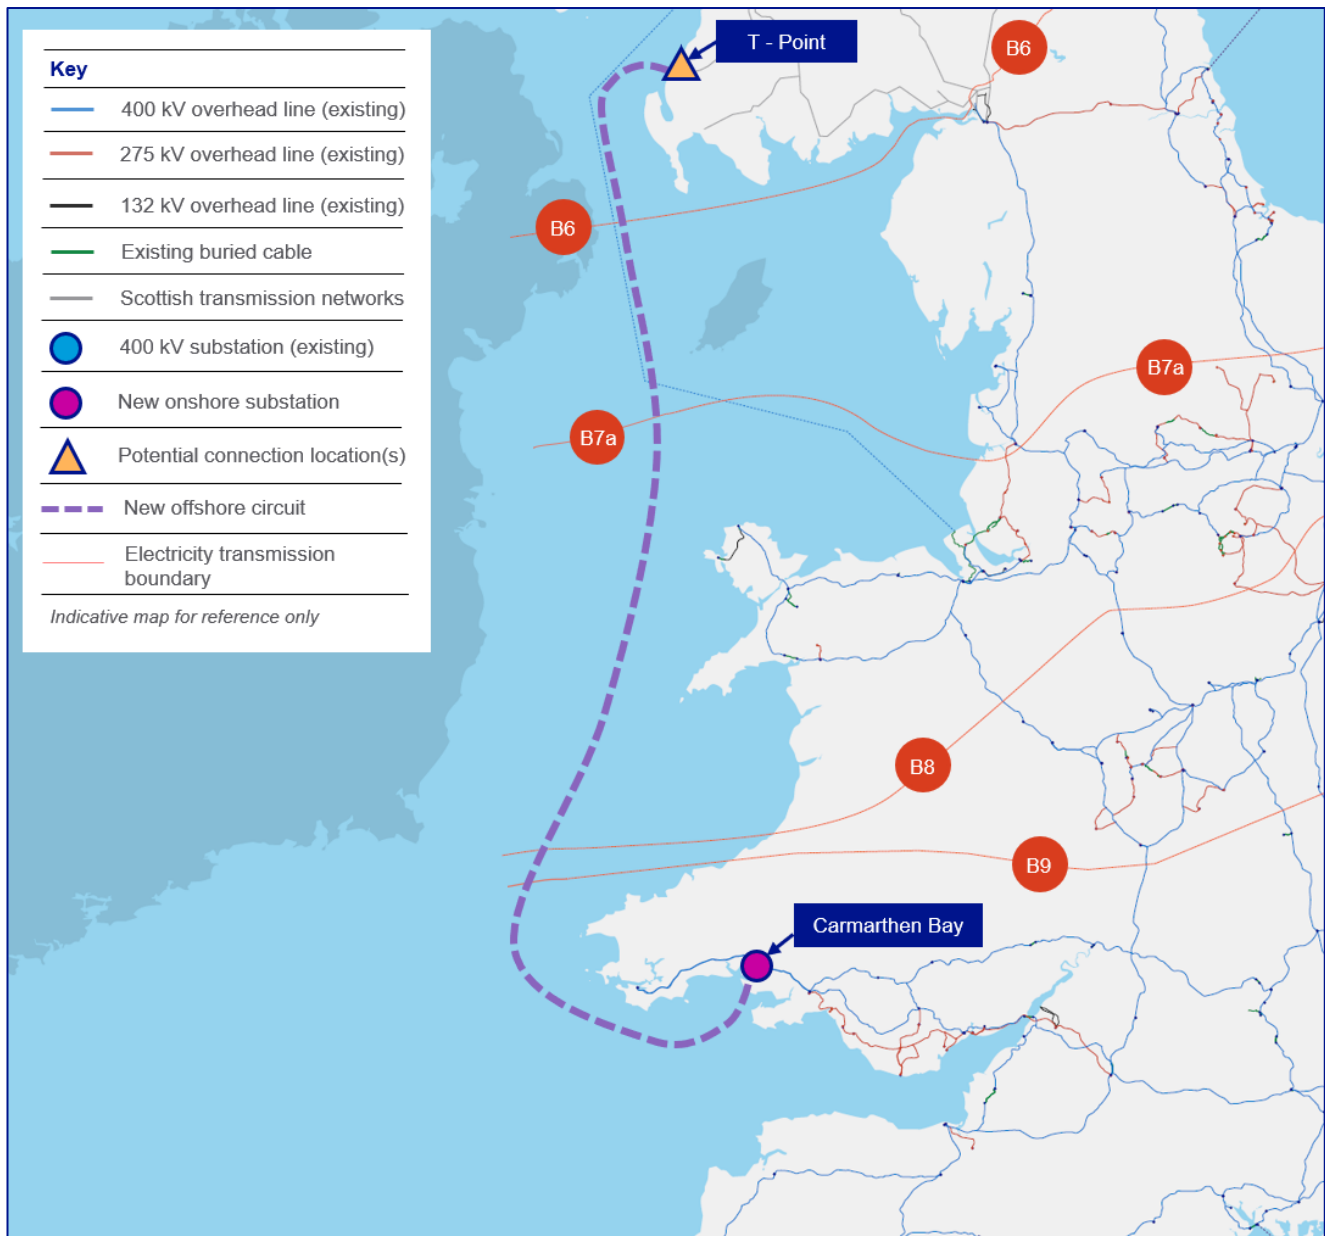 T - Point
B6
Key
400 kV overhead line (existing)
275 kV overhead line (existing)
132 kV overhead line (existing)
Existing buried cable
Scottish transmission networks
400 kV substation (existing)
New onshore substation
Potential connection location(s)
New offshore circuit
Electricity transmission
boundary
Indicative map for reference only
B6
B7a
B7a
B8
B9
Carmarthen Bay